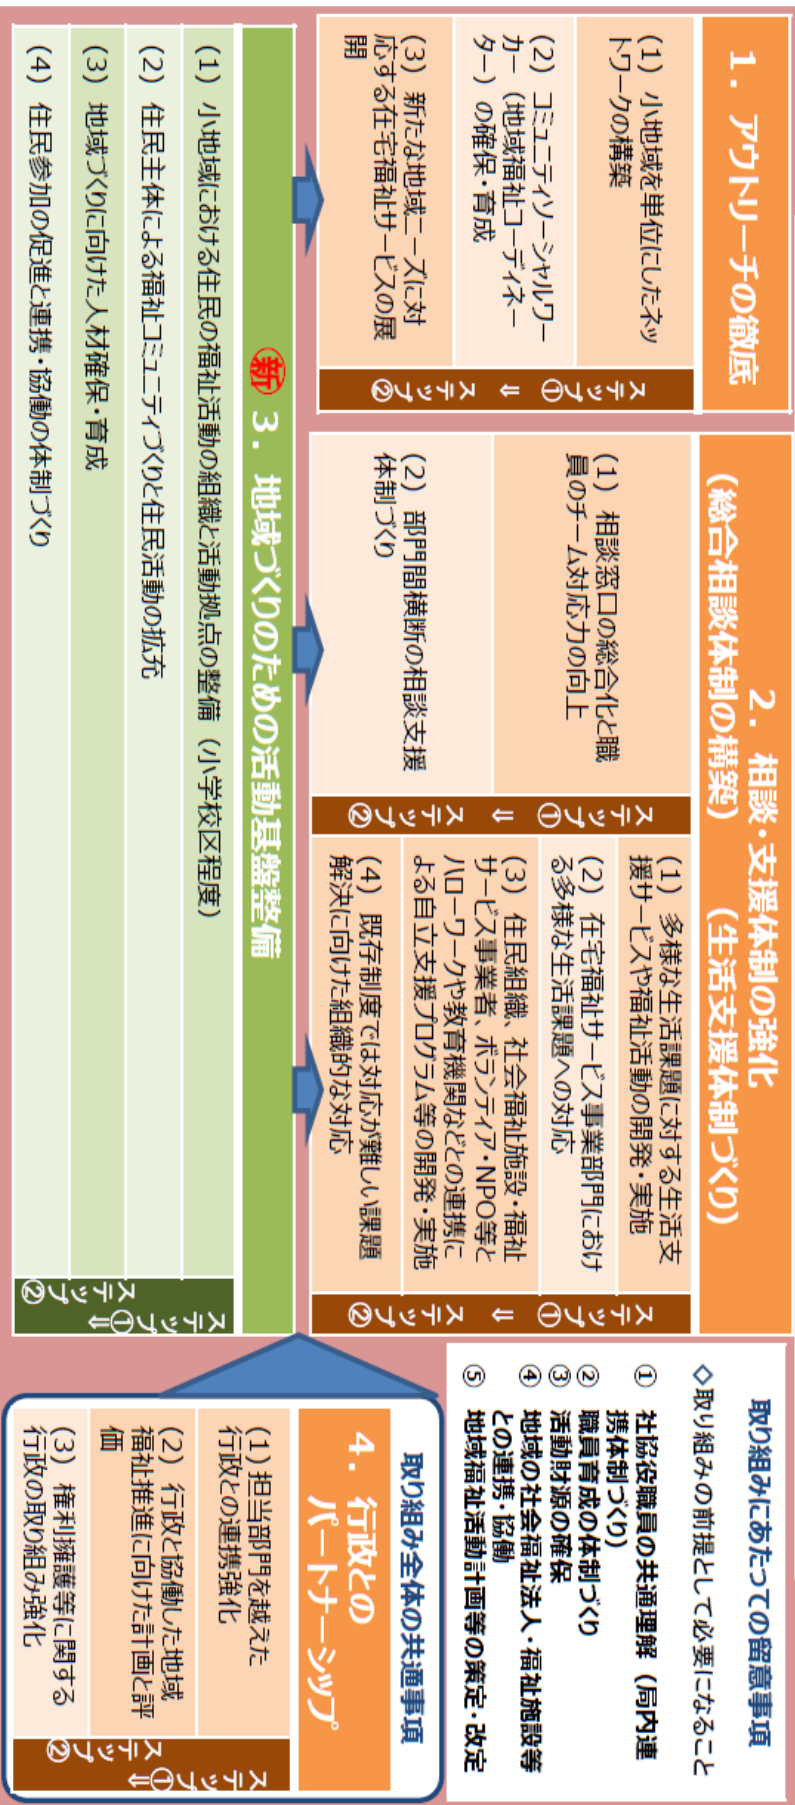 1．アウトリーチの徹底
（1）小地域を単位にしたネッ
トワークの構築
（2）コミュニティソーシャルワー
カー（地域福祉コーディネー
ター）の確保・育成
（3）新たな地域ニーズに対
応する在宅福祉サービスの展
開
ステップ① ⇓ ステップ②
2．相談・支援体制の強化
（総合相談体制の構築）
（生活支援体制づくり）
（1）相談窓口の総合化と職
員のチーム対応力の向上
（2）部門間横断の相談支援
体制づくり
ステップ① ⇓ ステップ②
（1）多様な生活課題に対する生活支
援サービスや福祉活動の開発・実施
（2）在宅福祉サービス事業部門におけ
る多様な生活課題への対応
（3）住民組織、社会福祉施設・福祉
サービス事業者、ボランティア・NPO等と
ハローワークや教育機関などとの連携に
よる自立支援プログラム等の開発・実施
（4）既存制度では対応が難しい課題
解決に向けた組織的な対応
ステップ① ⇓ ステップ②
㊟新 3．地域づくりのための活動基盤整備
（1）小地域における住民の福祉活動の組織と活動拠点の整備（小学校区程度）
（2）住民主体による福祉コミュニティづくりと住民活動の拡充
（3）地域づくりに向けた人材確保・育成
（4）住民参加の促進と連携・協働の体制づくり
ステップ①⇓
ステップ②
取り組みにあたっての留意事項
◇取り組みの前提として必要になること
① 社協役職員の共通理解（局内連
携体制づくり）
② 職員育成の体制づくり
③ 活動財源の確保
④ 地域の社会福祉法人・福祉施設等
との連携・協働
⑤ 地域福祉活動計画等の策定・改定
取り組み全体の共通事項
4．行政との
パートナーシップ
（1）担当部門を越えた
行政との連携強化
（2）行政と協働した地域
福祉推進に向けた計画と評
価
（3）権利擁護等に関する
行政の取り組み強化
ステップ①⇓
ステップ②